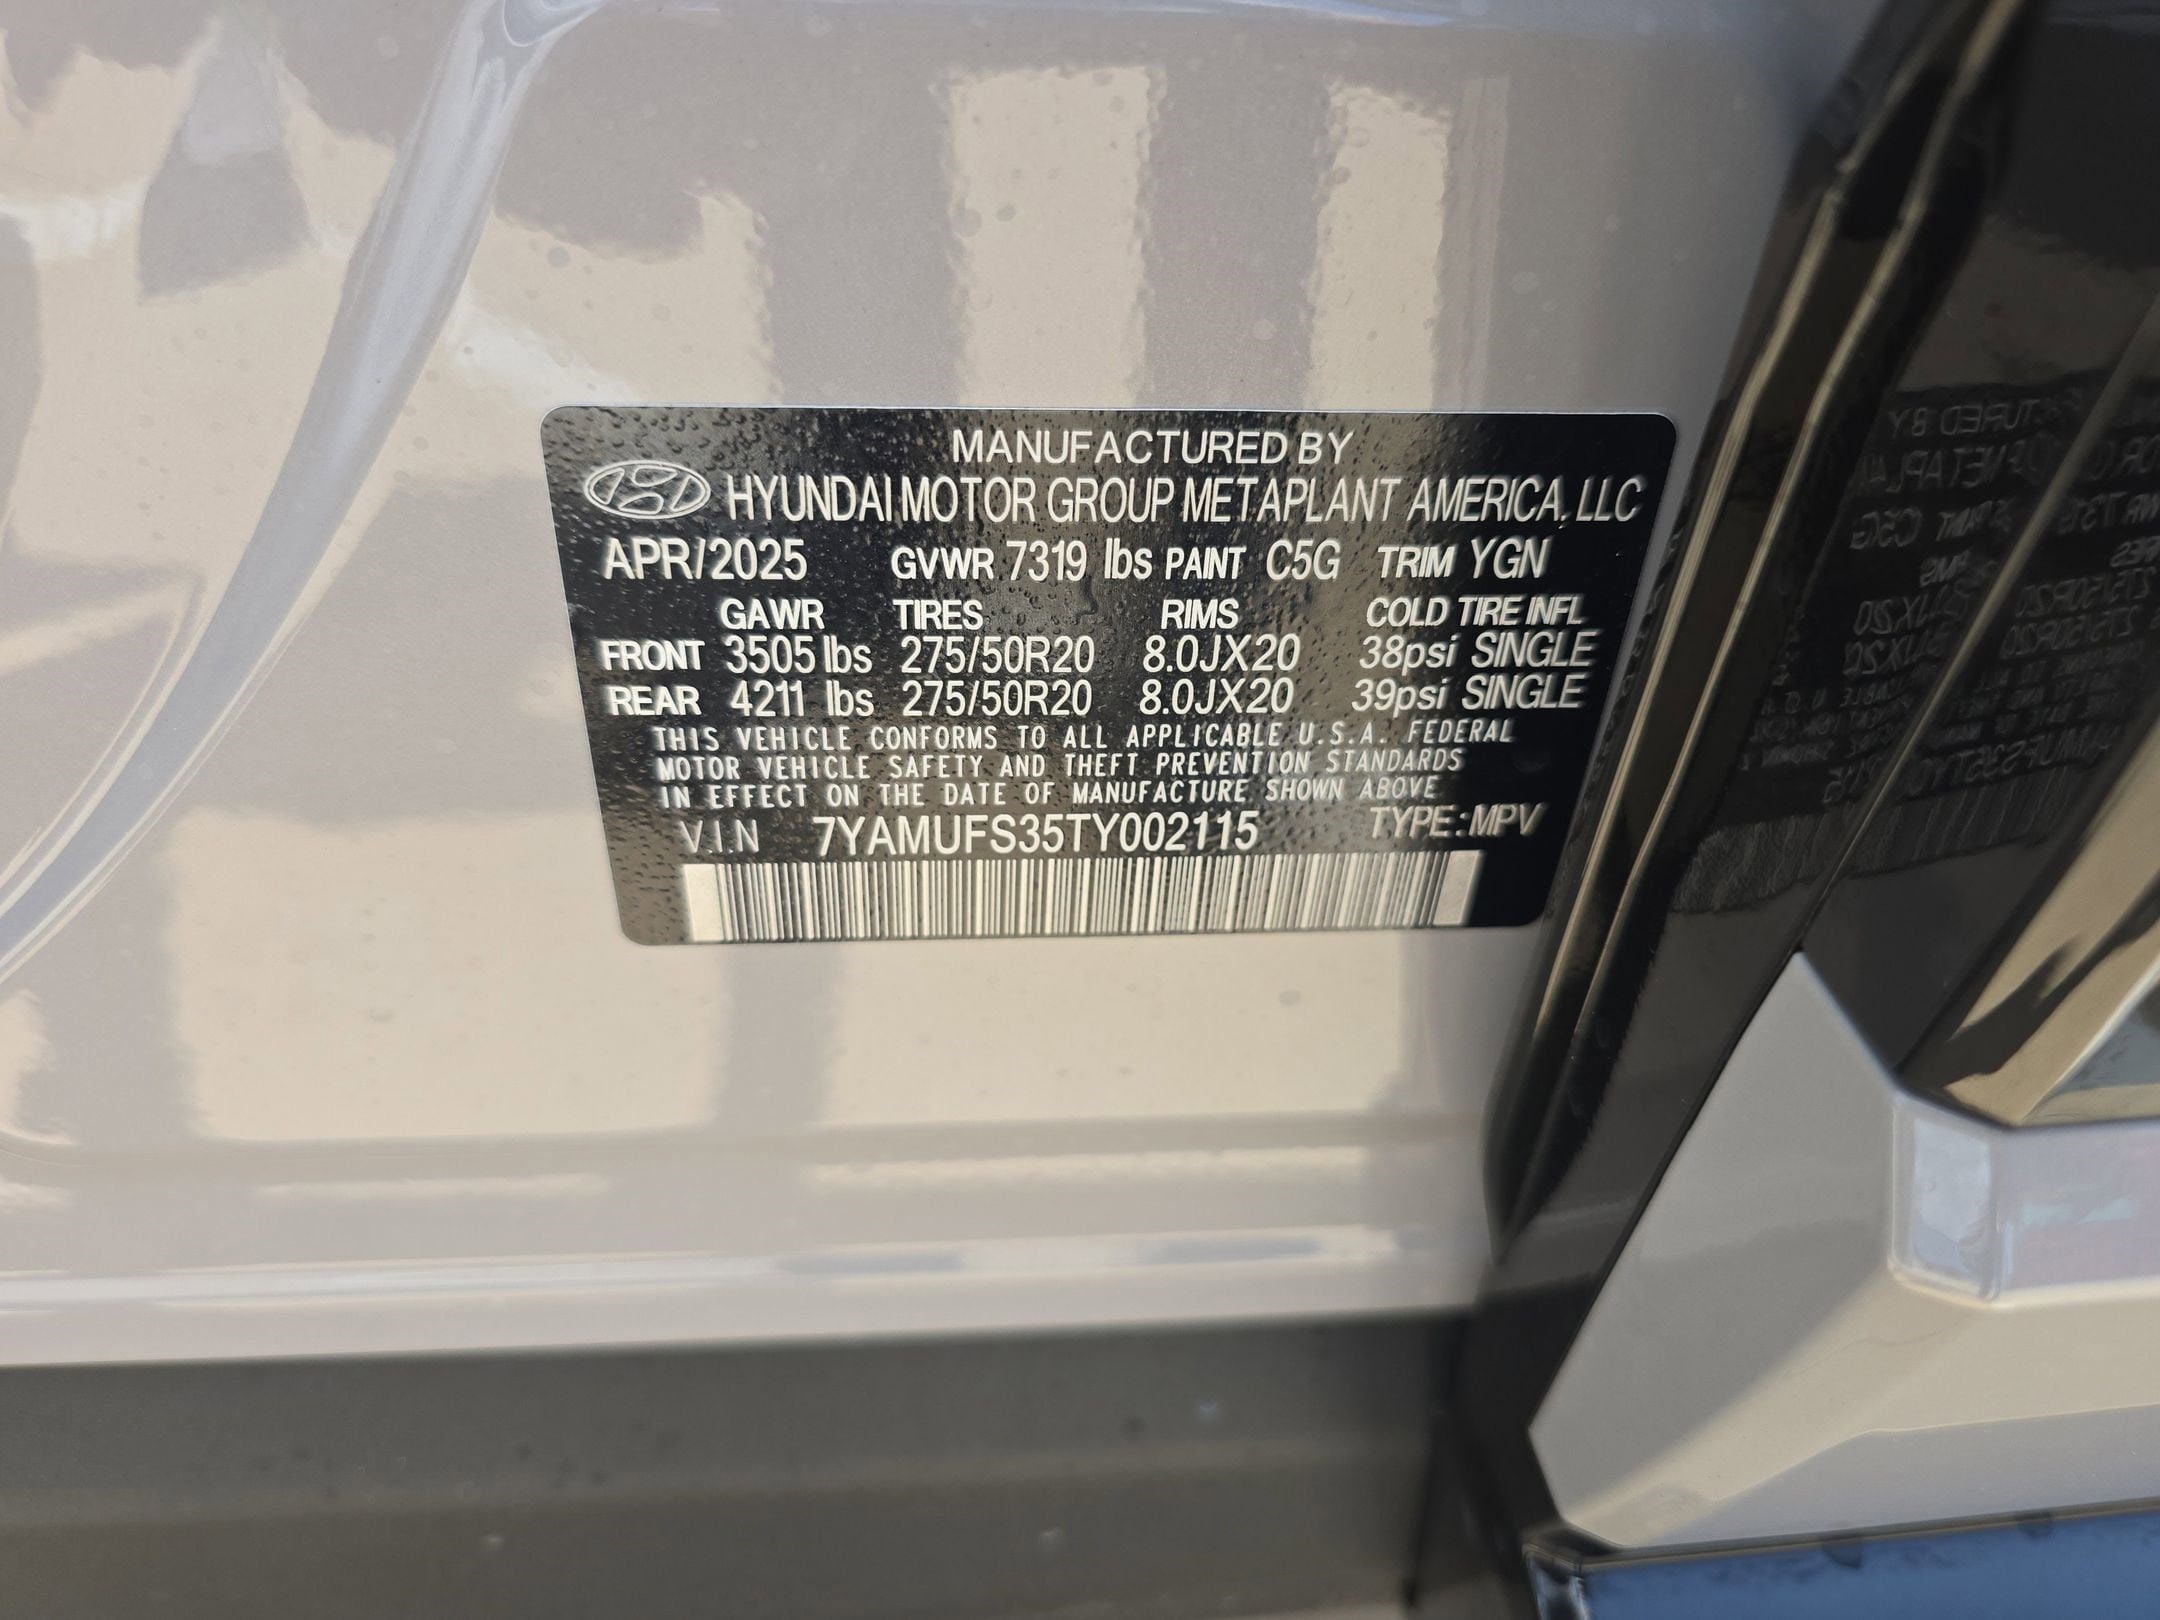 MANUFACTURED BY
HYUNDAI MOTOR GROUP METAPLANT AMERICA, LLC
APR/2025 GVWR 7319 lbs PAINT C5G TRIM YGN
GAWR TIRES RIMS COLD TIRE INFL
FRONT 3505 lbs 275/50R20 8.0JX20 38psi SINGLE
REAR 4211 lbs 275/50R20 8.0JX20 39psi SINGLE
THIS VEHICLE CONFORMS TO ALL APPLICABLE U.S.A. FEDERAL
MOTOR VEHICLE SAFETY AND THEFT PREVENTION STANDARDS
IN EFFECT ON THE DATE OF MANUFACTURE SHOWN ABOVE
V.I.N 7YAMUFS35TY002115 TYPE:MPV